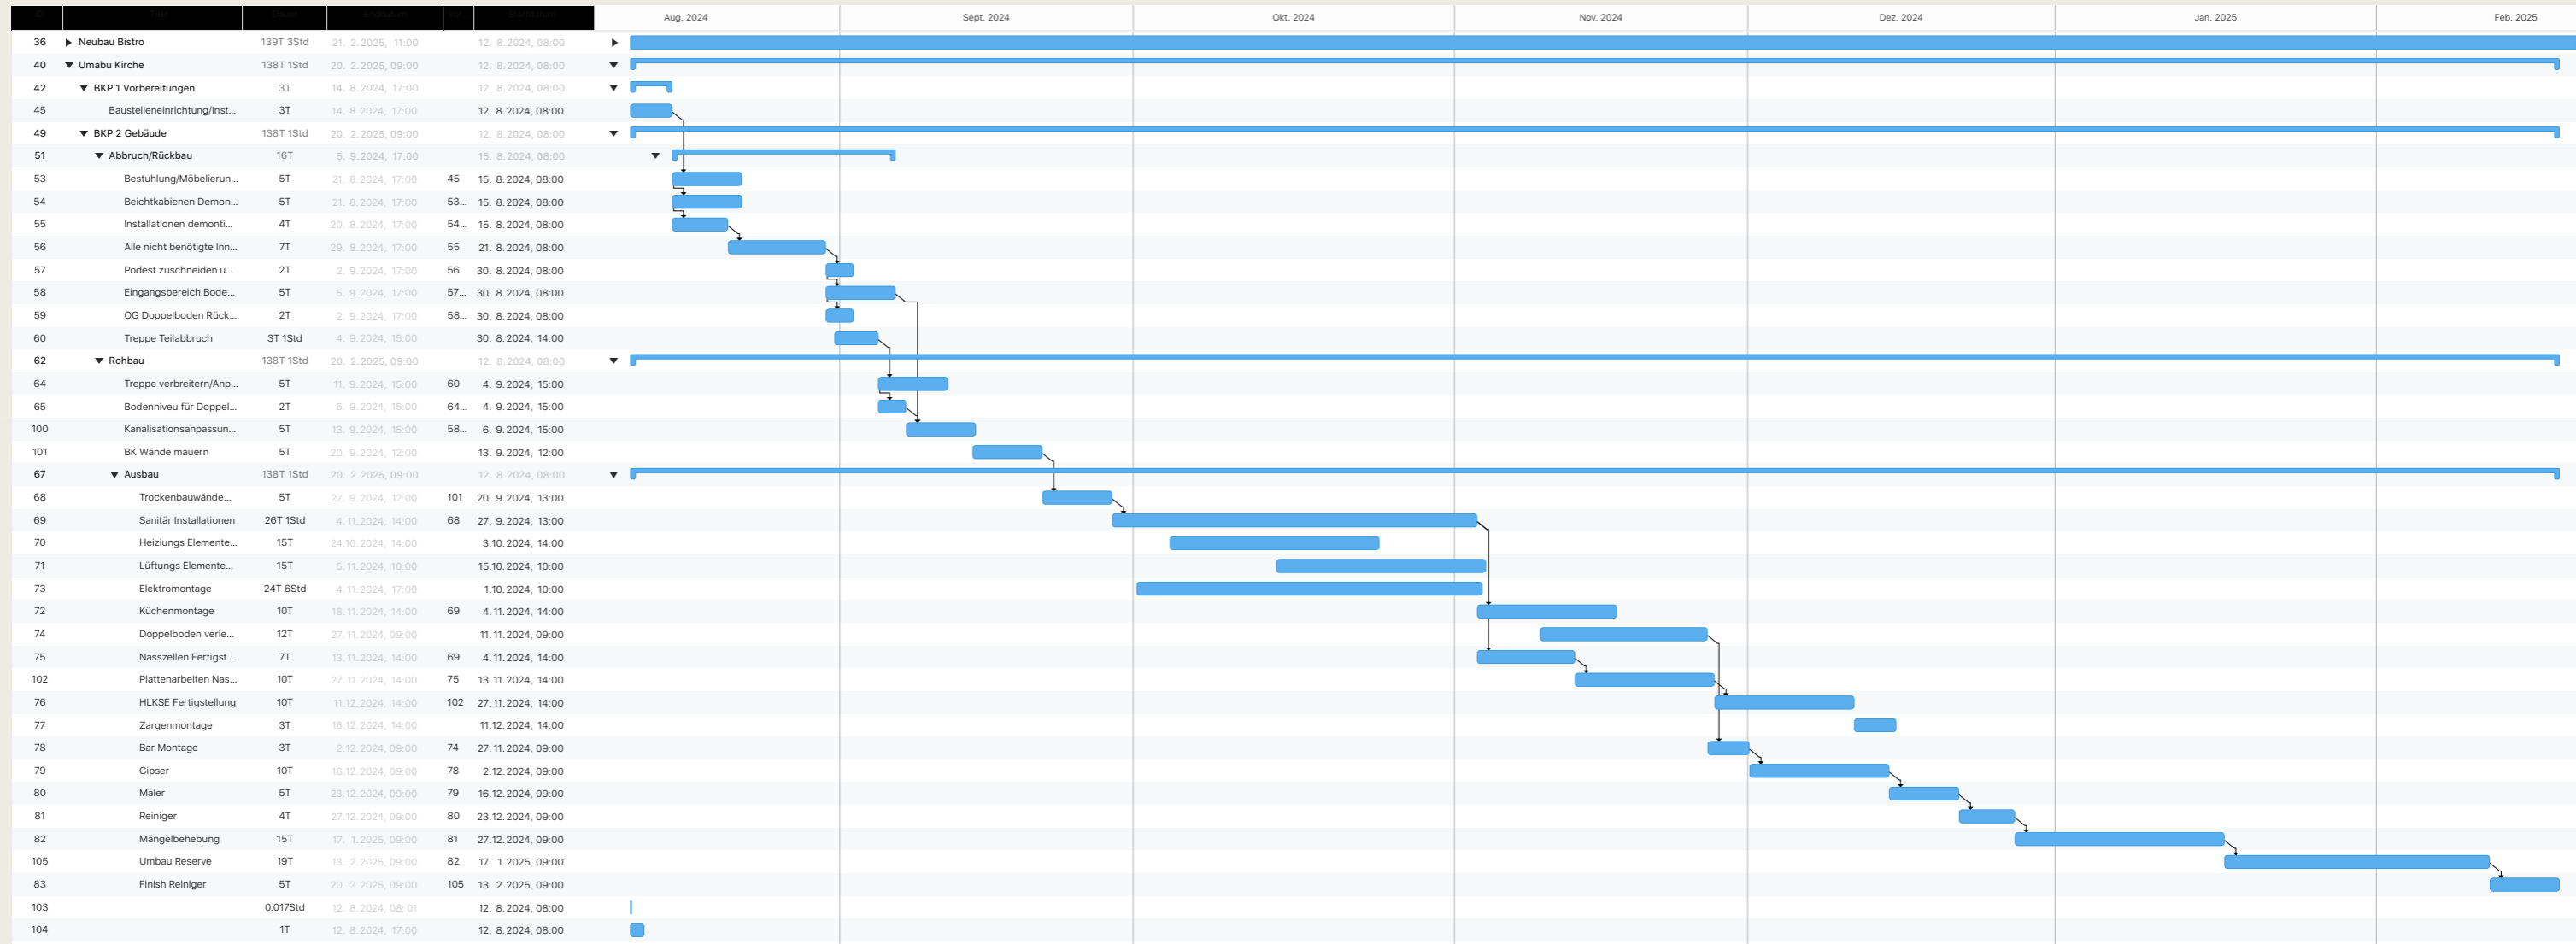 ID Titel Dauer Enddatum Vor... Startdatum Aug. 2024 Sept. 2024 Okt. 2024 Nov. 2024 Dez. 2024 Jan. 2025 Feb. 2025
36 Neubau Bistro 139T 3Std 21. 2.2025, 11:00 12. 8.2024, 08:00
40 Umabu Kirche 138T 1Std 20. 2.2025, 09:00 12. 8.2024, 08:00
42 BKP 1 Vorbereitungen 3T 14. 8.2024, 17:00 12. 8.2024, 08:00
45 Baustelleneinrichtung/Inst... 3T 14. 8.2024, 17:00 12. 8.2024, 08:00
49 BKP 2 Gebäude 138T 1Std 20. 2.2025, 09:00 12. 8.2024, 08:00
51 Abbruch/Rückbau 16T 5. 9.2024, 17:00 15. 8.2024, 08:00
53 Bestuhlung/Möbelierun... 5T 21. 8.2024, 17:00 45 15. 8.2024, 08:00
54 Beichtkabienen Demon... 5T 21. 8.2024, 17:00 53... 15. 8.2024, 08:00
55 Installationen demonti... 4T 20. 8.2024, 17:00 54... 15. 8.2024, 08:00
56 Alle nicht benötigte Inn... 7T 29. 8.2024, 17:00 55 21. 8.2024, 08:00
57 Podest zuschneiden u... 2T 2. 9.2024, 17:00 56 30. 8.2024, 08:00
58 Eingangsbereich Bode... 5T 5. 9.2024, 17:00 57... 30. 8.2024, 08:00
59 OG Doppelboden Rück... 2T 2. 9.2024, 17:00 58... 30. 8.2024, 08:00
60 Treppe Teilabbruch 3T 1Std 4. 9.2024, 15:00 30. 8.2024, 14:00
62 Rohbau 138T 1Std 20. 2.2025, 09:00 12. 8.2024, 08:00
64 Treppe verbreitern/Anp... 5T 11. 9.2024, 15:00 60 4. 9.2024, 15:00
65 Bodenniveu für Doppel... 2T 6. 9.2024, 15:00 64... 4. 9.2024, 15:00
100 Kanalisationsanpassun... 5T 13. 9.2024, 15:00 58... 6. 9.2024, 15:00
101 BK Wände mauern 5T 20. 9.2024, 12:00 13. 9.2024, 12:00
67 Ausbau 138T 1Std 20. 2.2025, 09:00 12. 8.2024, 08:00
68 Trockenbauwände... 5T 27. 9.2024, 12:00 101 20. 9.2024, 13:00
69 Sanitär Installationen 26T 1Std 4.11.2024, 14:00 68 27. 9.2024, 13:00
70 Heiziungs Elemente... 15T 24.10.2024, 14:00 3.10.2024, 14:00
71 Lüftungs Elemente... 15T 5.11.2024, 10:00 15.10.2024, 10:00
73 Elektromontage 24T 6Std 4.11.2024, 17:00 1.10.2024, 10:00
72 Küchenmontage 10T 18.11.2024, 14:00 69 4.11.2024, 14:00
74 Doppelboden verle... 12T 27.11.2024, 09:00 11.11.2024, 09:00
75 Nasszellen Fertigst... 7T 13.11.2024, 14:00 69 4.11.2024, 14:00
102 Plattenarbeiten Nas... 10T 27.11.2024, 14:00 75 13.11.2024, 14:00
76 HLKSE Fertigstellung 10T 11.12.2024, 14:00 102 27.11.2024, 14:00
77 Zargenmontage 3T 16.12.2024, 14:00 11.12.2024, 14:00
78 Bar Montage 3T 2.12.2024, 09:00 74 27.11.2024, 09:00
79 Gipser 10T 16.12.2024, 09:00 78 2.12.2024, 09:00
80 Maler 5T 23.12.2024, 09:00 79 16.12.2024, 09:00
81 Reiniger 4T 27.12.2024, 09:00 80 23.12.2024, 09:00
82 Mängelbehebung 15T 17. 1.2025, 09:00 81 27.12.2024, 09:00
105 Umbau Reserve 19T 13. 2.2025, 09:00 82 17. 1.2025, 09:00
83 Finish Reiniger 5T 20. 2.2025, 09:00 105 13. 2.2025, 09:00
103 0.017Std 12. 8.2024, 08:01 12. 8.2024, 08:00
104 1T 12. 8.2024, 17:00 12. 8.2024, 08:00